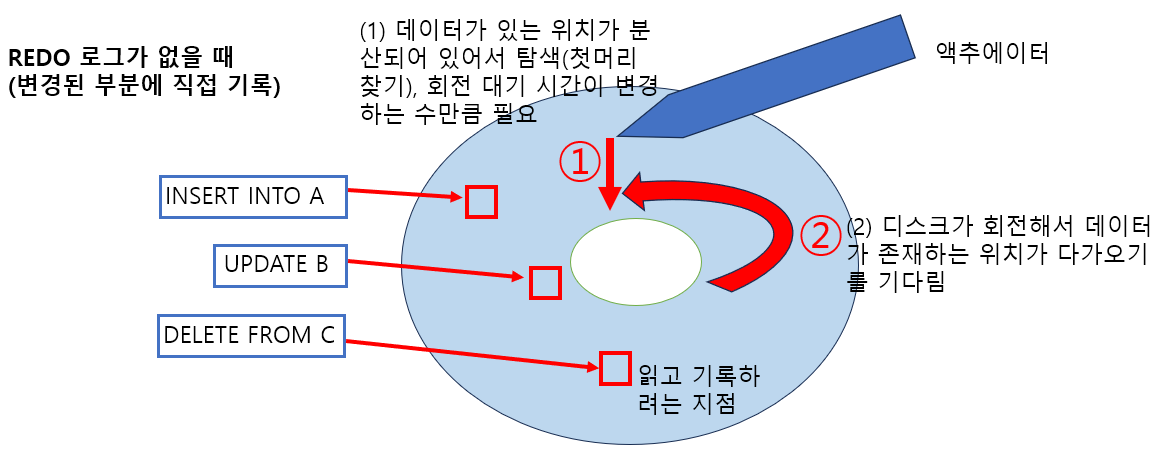 REDO 로그가 없을 때
(변경된 부분에 직접 기록)
(1) 데이터가 있는 위치가 분
산되어 있어서 탐색(첫머리
찾기), 회전 대기 시간이 변경
하는 수만큼 필요
액추에이터
①
INSERT INTO A
②
(2) 디스크가 회전해서 데이터
가 존재하는 위치가 다가오기
를 기다림
UPDATE B
DELETE FROM C
읽고 기록하
려는 지점